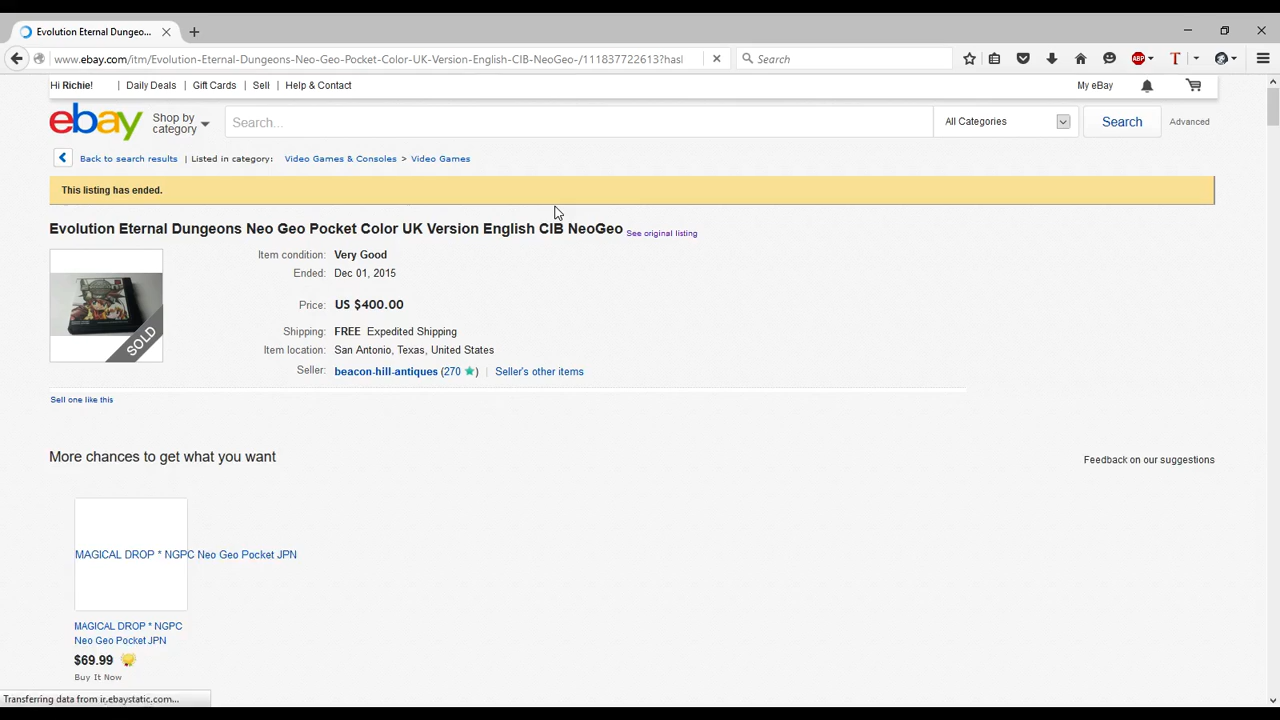 Evolution Eternal Dungeo...
www.ebay.com/itm/Evolution-Eternal-Dungeons-Neo-Geo-Pocket-Color-UK-Version-English-CIB-NeoGeo-/111837722613?hasl
Search
Hi Richie! Daily Deals Gift Cards Sell Help & Contact My eBay
ebay Shop by category Search... All Categories Search Advanced
Back to search results | Listed in category: Video Games & Consoles > Video Games
This listing has ended.
Evolution Eternal Dungeons Neo Geo Pocket Color UK Version English CIB NeoGeo See original listing
Item condition: Very Good
Ended: Dec 01, 2015
Price: US $400.00
SOLD
Shipping: FREE Expedited Shipping
Item location: San Antonio, Texas, United States
Seller: beacon-hill-antiques (270 ) | Seller's other items
Sell one like this
More chances to get what you want Feedback on our suggestions
MAGICAL DROP * NGPC Neo Geo Pocket JPN
MAGICAL DROP * NGPC
Neo Geo Pocket JPN
$69.99
Buy It Now
Transferring data from ir.ebaystatic.com...